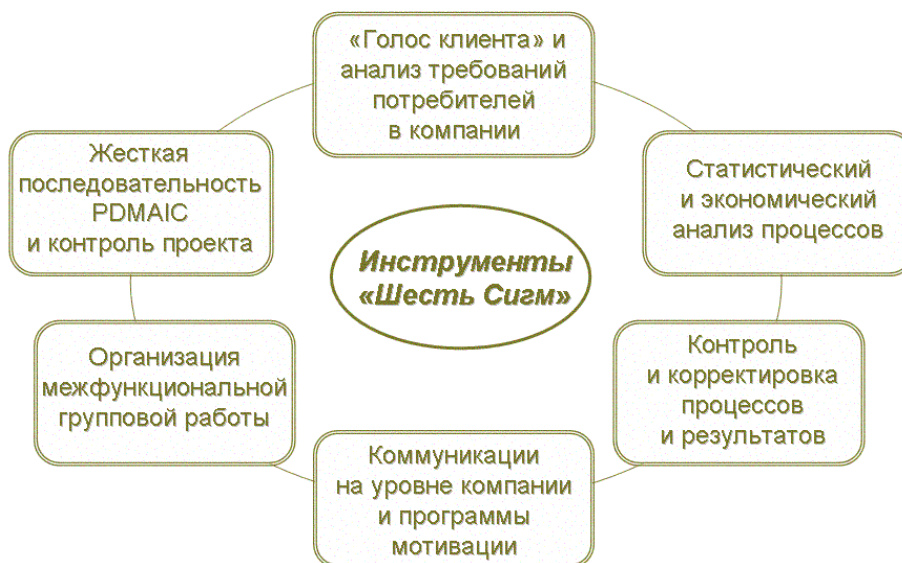 «Голос клиента» и
анализ требований
потребителей
в компании
Жесткая
последовательность
PDMAIC
и контроль проекта
Статистический
и экономический
анализ процессов
Инструменты
«Шесть Сигм»
Организация
межфункциональной
групповой работы
Контроль
и корректировка
процессов
и результатов
Коммуникации
на уровне компании
и программы
мотивации